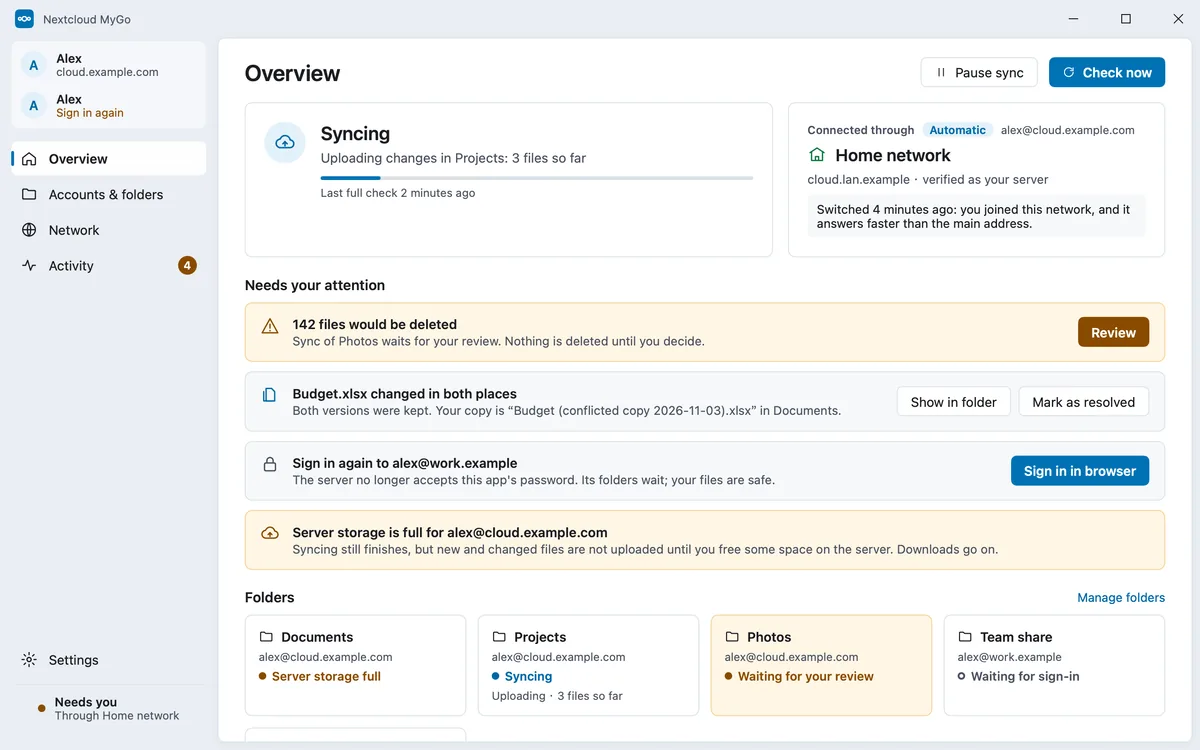 Nextcloud MyGo
A
Alex
cloud.example.com
A
Alex
Sign in again
Overview
Accounts & folders
Network
Activity
4
Settings
Needs you
Through Home network
Overview
Pause sync
Check now
Syncing
Uploading changes in Projects: 3 files so far
Last full check 2 minutes ago
Connected through Automatic alex@cloud.example.com
Home network
cloud.lan.example · verified as your server
Switched 4 minutes ago: you joined this network, and it
answers faster than the main address.
Needs your attention
142 files would be deleted
Sync of Photos waits for your review. Nothing is deleted until you decide.
Review
Budget.xlsx changed in both places
Both versions were kept. Your copy is “Budget (conflicted copy 2026-11-03).xlsx” in Documents.
Show in folder
Mark as resolved
Sign in again to alex@work.example
The server no longer accepts this app's password. Its folders wait; your files are safe.
Sign in in browser
Server storage is full for alex@cloud.example.com
Syncing still finishes, but new and changed files are not uploaded until you free some space on the server. Downloads go on.
Folders
Manage folders
Documents
alex@cloud.example.com
Server storage full
Projects
alex@cloud.example.com
Syncing
Uploading · 3 files so far
Photos
alex@cloud.example.com
Waiting for your review
Team share
alex@work.example
Waiting for sign-in